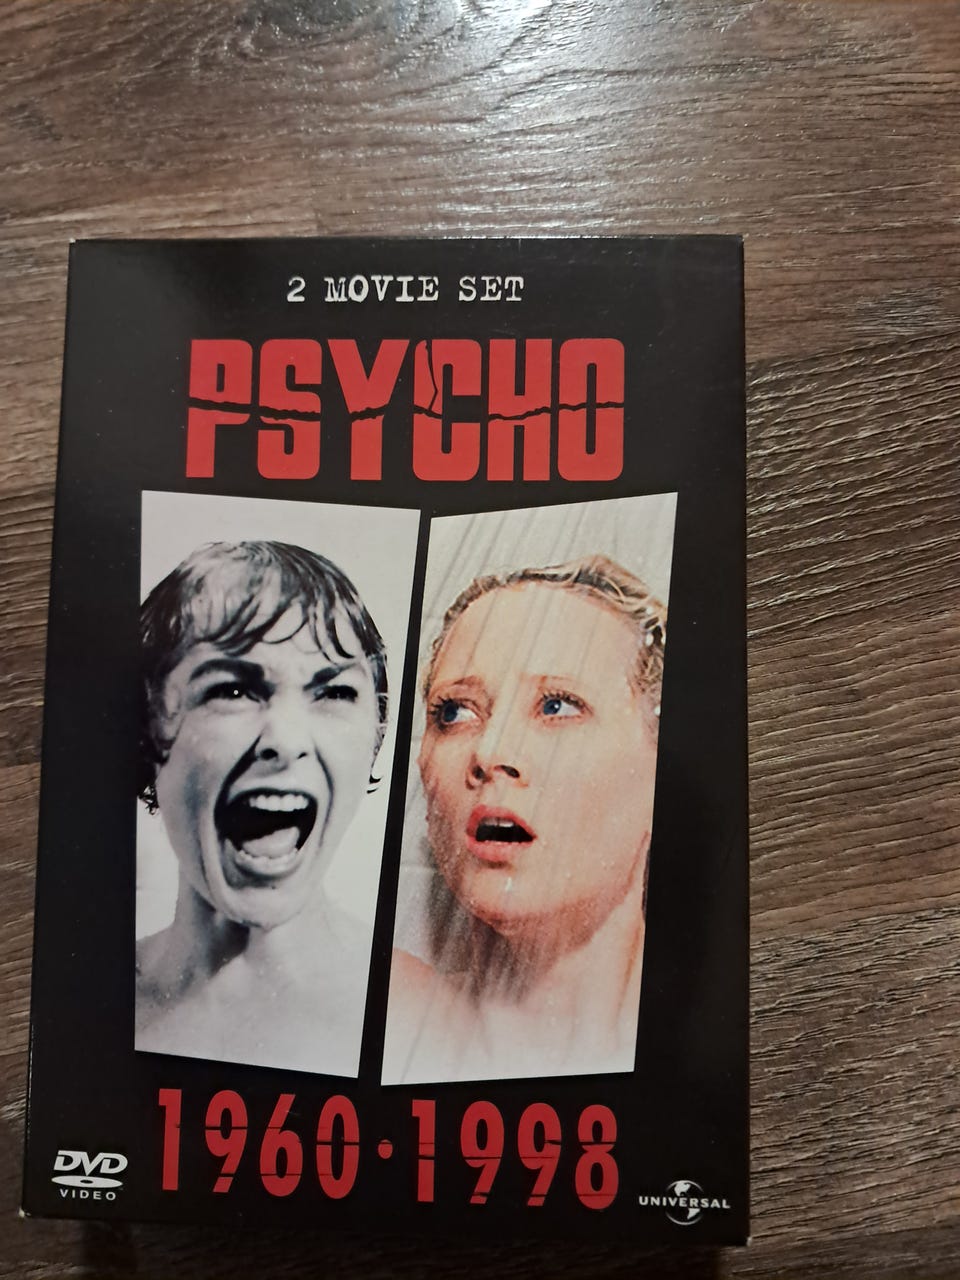 2 MOVIE SET
PSYCHO
1960·1998
DVD
VIDEO
UNIVERSAL